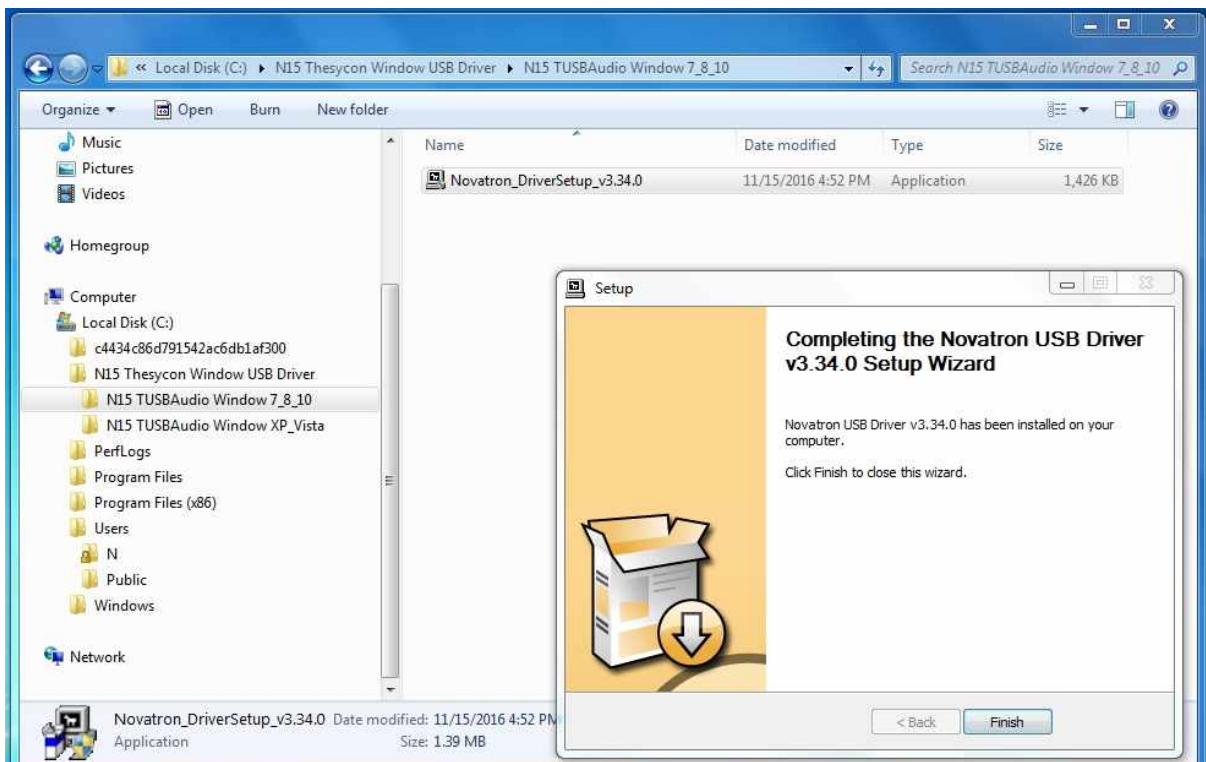 « Local Disk (C:) ▸ N15 Thesycon Window USB Driver ▸ N15 TUSBAudio Window 7_8_10
Search N15 TUSBAudio Window 7_8_10
Organize Open Burn New folder
Music
Pictures
Videos
Homegroup
Computer
Local Disk (C:)
c4434c86d791542ac6db1af300
N15 Thesycon Window USB Driver
N15 TUSBAudio Window 7_8_10
N15 TUSBAudio Window XP_Vista
PerfLogs
Program Files
Program Files (x86)
Users
N
Public
Windows
Network
Name Date modified Type Size
Novatron_DriverSetup_v3.34.0 11/15/2016 4:52 PM Application 1,426 KB
Setup
Completing the Novatron USB Driver
v3.34.0 Setup Wizard
Novatron USB Driver v3.34.0 has been installed on your
computer.
Click Finish to close this wizard.
< Back Finish
Novatron_DriverSetup_v3.34.0 Date modified: 11/15/2016 4:52 PM
Application Size: 1.39 MB